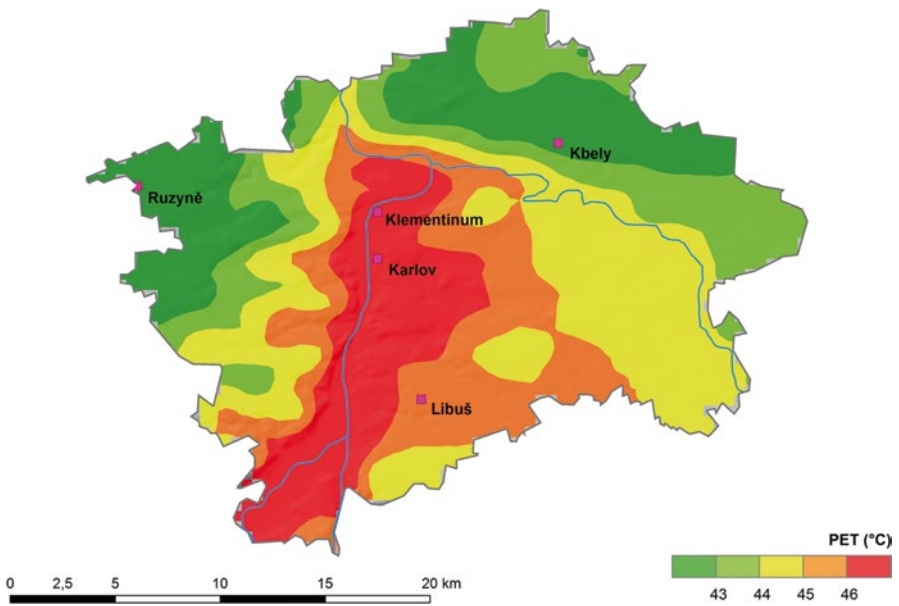 Kbely
Ruzyně
Klementinum
Karlov
Libuš
PET (°C)
0 2,5 5 10 15 20 km
43 44 45 46